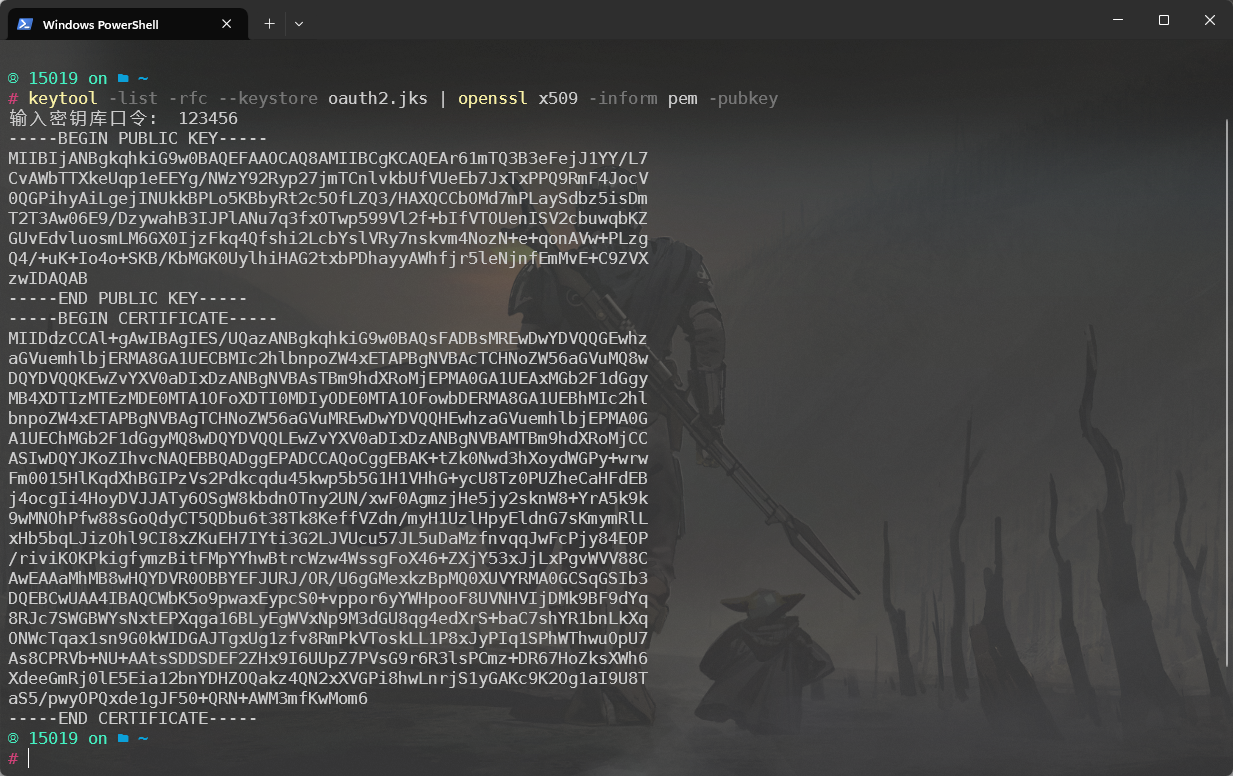 Windows PowerShell
® 15019 on ~
# keytool -list -rfc --keystore oauth2.jks | openssl x509 -inform pem -pubkey
输入密钥库口令:  123456
-----BEGIN PUBLIC KEY-----
MIIBIjANBgkqhkiG9w0BAQEFAAOCAQ8AMIIBCgKCAQEAr61mTQ3B3eFejJ1YY/L7
CvAWbTTXkeUqp1eEEYg/NWzY92Ryp27jmTCnlvkbUfVUeEb7JxTxPPQ9RmF4JocV
0QGPihyAiLgejINUkkBPLo5KBbyRt2c5OfLZQ3/HAXQCCbOMd7mPLaySdbz5isDm
T2T3Aw06E9/DzywahB3IJPlANu7q3fxOTwp599Vl2f+bIfVTOUenISV2cbuwqbKZ
GUvEdvluosmLM6GX0IjzFkq4Qfshi2LcbYslVRy7nskvm4NozN+e+qonAVw+PLzg
Q4/+uK+Io4o+SKB/KbMGK0UylhiHAG2txbPDhayyAWhfjr5leNjnfEmMvE+C9ZVX
zwIDAQAB
-----END PUBLIC KEY-----
-----BEGIN CERTIFICATE-----
MIIDdzCCAl+gAwIBAgIES/UQazANBgkqhkiG9w0BAQsFADBsMREwDwYDVQQGEwhz
aGVuemhlbjERMA8GA1UECBMIc2hlbnpoZW4xETAPBgNVBAcTCHNoZW56aGVuMQ8w
DQYDVQQKEwZvYXV0aDIxDzANBgNVBAsTBm9hdXRoMjEPMA0GA1UEAxMGb2F1dGgy
MB4XDTIzMTEzMDE0MTA1OFoXDTI0MDIyODE0MTA1OFowbDERMA8GA1UEBhMIc2hl
bnpoZW4xETAPBgNVBAgTCHNoZW56aGVuMREwDwYDVQQHEwhzaGVuemhlbjEPMA0G
A1UEChMGb2F1dGgyMQ8wDQYDVQQLEwZvYXV0aDIxDzANBgNVBAMTBm9hdXRoMjCC
ASIwDQYJKoZIhvcNAQEBBQADggEPADCCAQoCggEBAK+tZk0Nwd3hXoydWGPy+wrw
Fm0015HlKqdXhBGIPzVs2Pdkcqdu45kwp5b5G1H1VHhG+ycU8Tz0PUZheCaHFdEB
j4ocgIi4HoyDVJJATy6OSgW8kbdnOTny2UN/xwF0AgmzjHe5jy2sknW8+YrA5k9k
9wMNOhPfw88sGoQdyCT5QDbu6t38Tk8KeffVZdn/myH1UzlHpyEldnG7sKmymRlL
xHb5bqLJizOhl9CI8xZKuEH7IYti3G2LJVUcu57JL5uDaMzfnvqqJwFcPjy84EOP
/riviKOKPkigfymzBitFMpYYhwBtrcWzw4WssgFoX46+ZXjY53xJjLxPgvWVV88C
AwEAAaMhMB8wHQYDVR0OBBYEFJURJ/OR/U6gGMexkzBpMQ0XUVYRMA0GCSqGSIb3
DQEBCwUAA4IBAQCWbK5o9pwaxEypcS0+vppor6yYWHpooF8UVNHVIjDMk9BF9dYq
8RJc7SWGBWYsNxtEPXqga16BLyEgWVxNp9M3dGU8qg4edXrS+baC7shYR1bnLkXq
ONWcTqax1sn9G0kWIDGAJTgxUg1zfv8RmPkVToskLL1P8xJyPIq1SPhWThwuOpU7
As8CPRVb+NU+AAtsSDDSDEF2ZHx9I6UUpZ7PVsG9r6R3lsPCmz+DR67HoZksXWh6
XdeeGmRj0lE5Eia12bnYDHZOQakz4QN2xXVGPi8hwLnrjS1yGAKc9K2Og1aI9U8T
aS5/pwyOPQxde1gJF50+QRN+AWM3mfKwMom6
-----END CERTIFICATE-----
® 15019 on ~
#